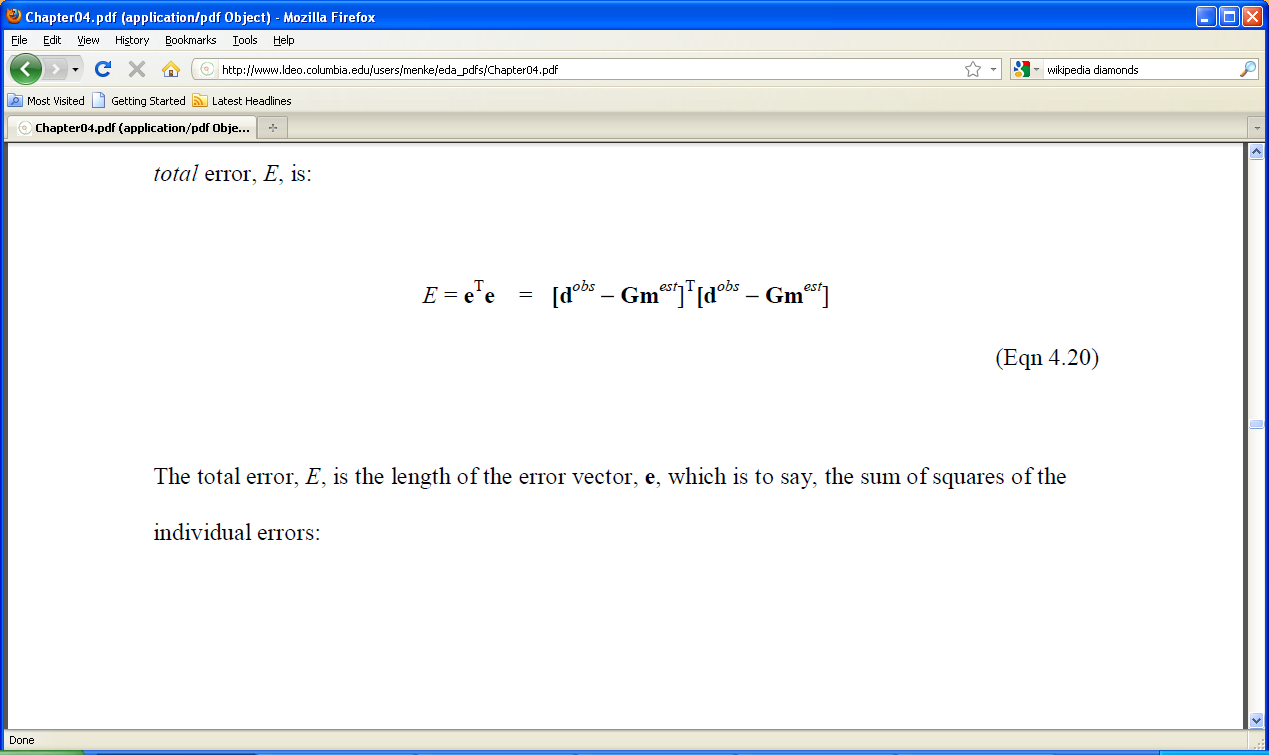 Chapter04.pdf (application/pdf Object) - Mozilla Firefox
File Edit View History Bookmarks Tools Help
http://www.ldeo.columbia.edu/users/menke/eda_pdfs/Chapter04.pdf wikipedia diamonds
Most Visited Getting Started Latest Headlines
Chapter04.pdf (application/pdf Obje...
total error, E, is:
E = eᵀe = [dᵒᵇˢ – Gmᵉˢᵗ]ᵀ[dᵒᵇˢ – Gmᵉˢᵗ]
(Eqn 4.20)
The total error, E, is the length of the error vector, e, which is to say, the sum of squares of the
individual errors:
Done